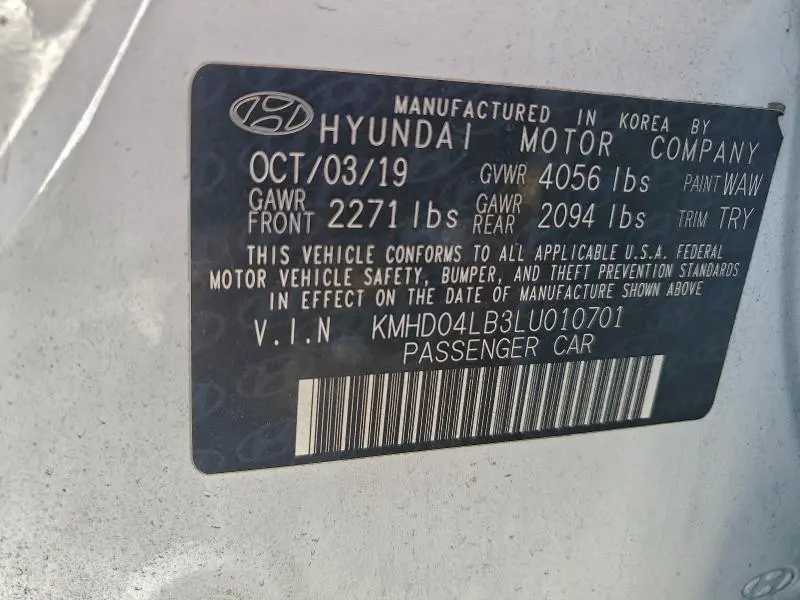 MANUFACTURED IN KOREA BY
HYUNDAI MOTOR COMPANY
OCT/03/19 GVWR 4056 lbs PAINT WAW
GAWR FRONT 2271 lbs GAWR REAR 2094 lbs TRIM TRY
THIS VEHICLE CONFORMS TO ALL APPLICABLE U.S.A. FEDERAL
MOTOR VEHICLE SAFETY, BUMPER, AND THEFT PREVENTION STANDARDS
IN EFFECT ON THE DATE OF MANUFACTURE SHOWN ABOVE
V.I.N KMHD04LB3LU010701
PASSENGER CAR